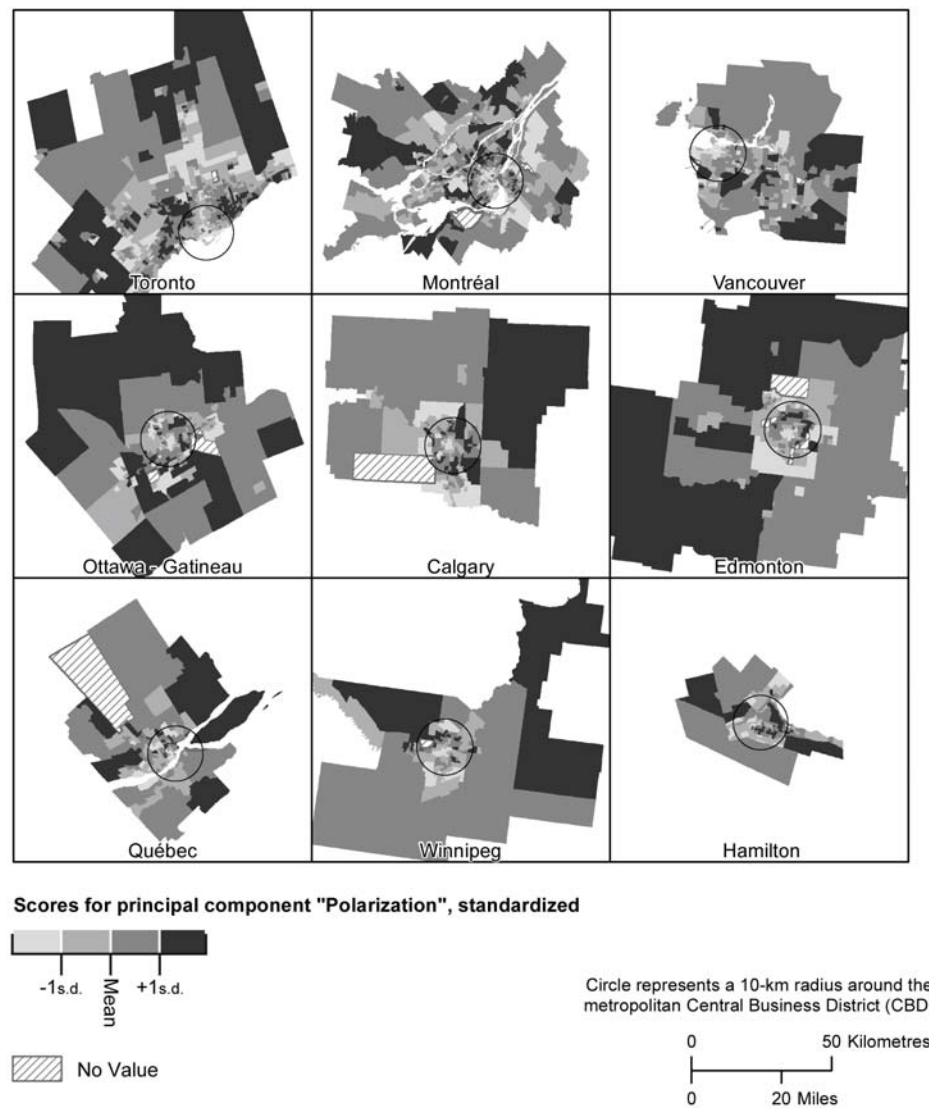 Toronto
Montréal
Vancouver
Ottawa - Gatineau
Calgary
Edmonton
Québec
Winnipeg
Hamilton
Scores for principal component "Polarization", standardized
-1s.d.
Mean
+1s.d.
No Value
Circle represents a 10-km radius around the
metropolitan Central Business District (CBD
0 50 Kilometres
0 20 Miles